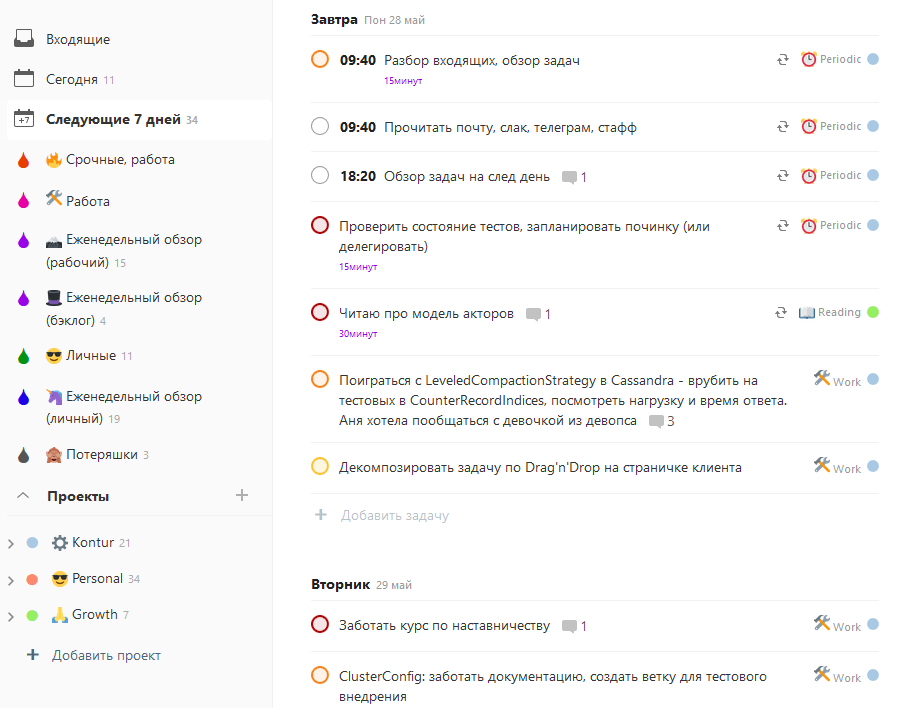 Входящие
Сегодня 11
+7 Следующие 7 дней 34
Срочные, работа
Работа
Еженедельный обзор
(рабочий) 15
Еженедельный обзор
(бэклог) 4
Личные 11
Еженедельный обзор
(личный) 19
Потеряшки 3
Проекты
Kontur 21
Personal 34
Growth 7
Добавить проект
Завтра Пон 28 май
09:40 Разбор входящих, обзор задач Periodic
15минут
09:40 Прочитать почту, слак, телеграм, стафф Periodic
18:20 Обзор задач на след день 1 Periodic
Проверить состояние тестов, запланировать починку (или Periodic
делегировать)
15минут
Читаю про модель акторов 1 Reading
30минут
Поиграться с LeveledCompactionStrategy в Cassandra - врубить на Work
тестовых в CounterRecordIndices, посмотреть нагрузку и время ответа.
Аня хотела пообщаться с девочкой из девопса 3
Декомпозировать задачу по Drag'n'Drop на страничке клиента Work
Добавить задачу
Вторник 29 май
Заботать курс по наставничеству 1 Work
ClusterConfig: заботать документацию, создать ветку для тестового Work
внедрения